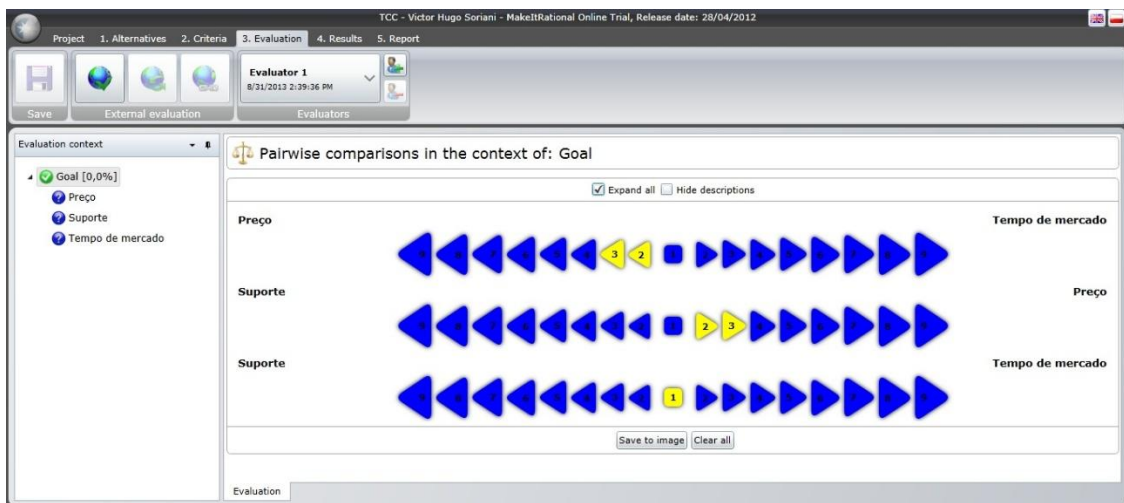 TCC - Victor Hugo Soriani - MakeItRational Online Trial, Release date: 28/04/2012
Project 1. Alternatives 2. Criteria 3. Evaluation 4. Results 5. Report
Evaluator 1
8/31/2013 2:39:36 PM
Save External evaluation Evaluators
Evaluation context
Goal [0,0%]
Preço
Suporte
Tempo de mercado
Pairwise comparisons in the context of: Goal
Expand all Hide descriptions
Preço Tempo de mercado
3 2
Suporte Preço
2 3
Suporte Tempo de mercado
1
Save to image Clear all
Evaluation